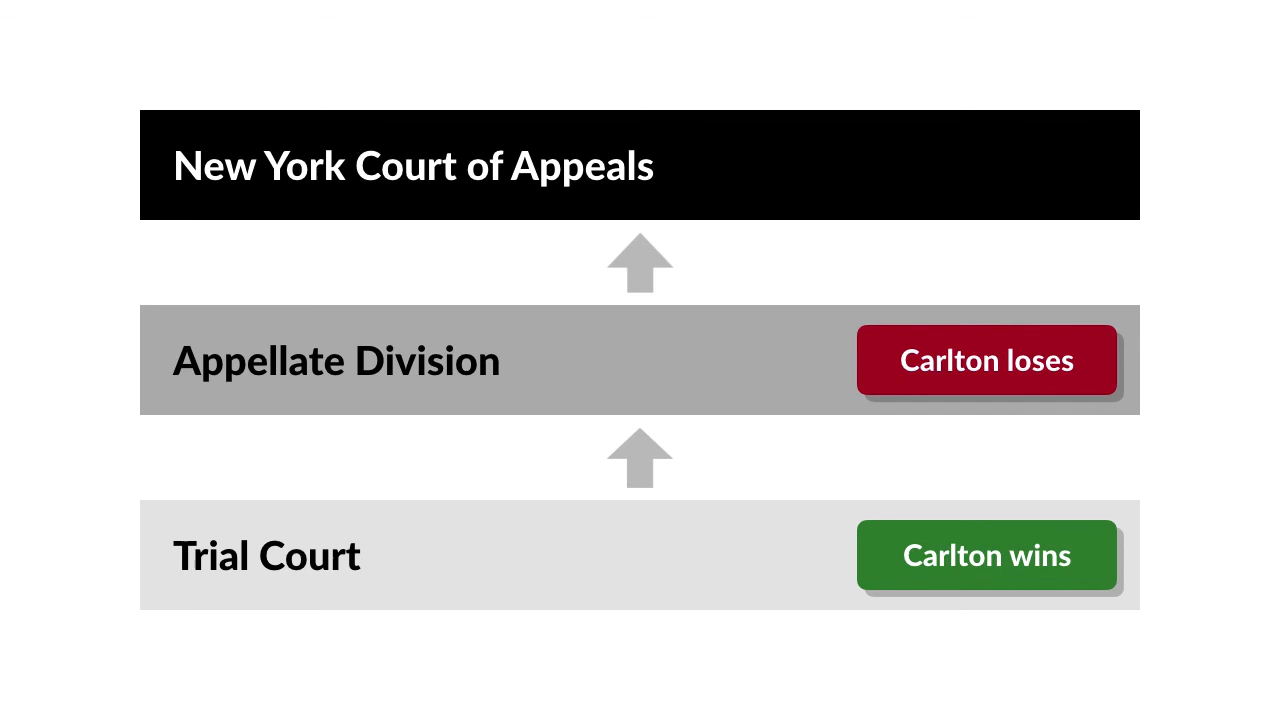 New York Court of Appeals
Appellate Division
Carlton loses
Trial Court
Carlton wins